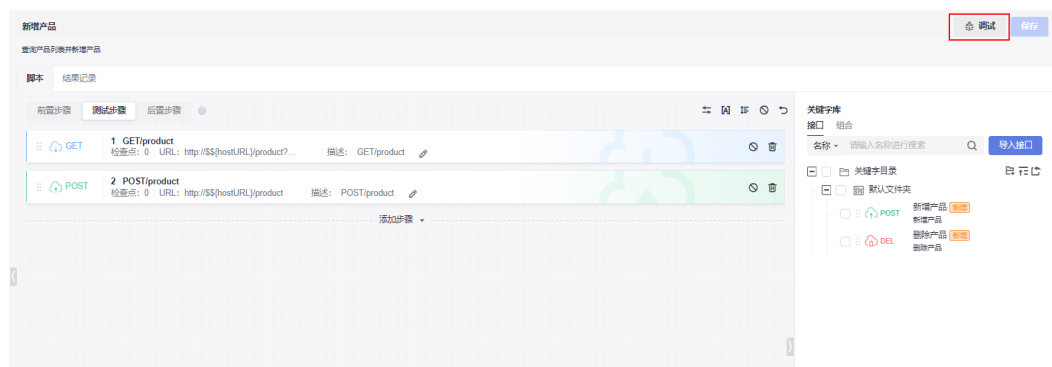 新增产品
调试 保存
查询产品列表并新增产品
脚本 结果记录
前置步骤 测试步骤 后置步骤
GET 1 GET/product
检查点：0 URL：http://$${hostURL}/product?... 描述： GET/product
POST 2 POST/product
检查点：0 URL：http://$${hostURL}/product 描述： POST/product
添加步骤
关键字库
接口 组合
名称 请输入名称进行搜索 导入接口
关键字目录
默认文件夹
POST 新增产品 新增
新增产品
DEL 删除产品 新增
删除产品